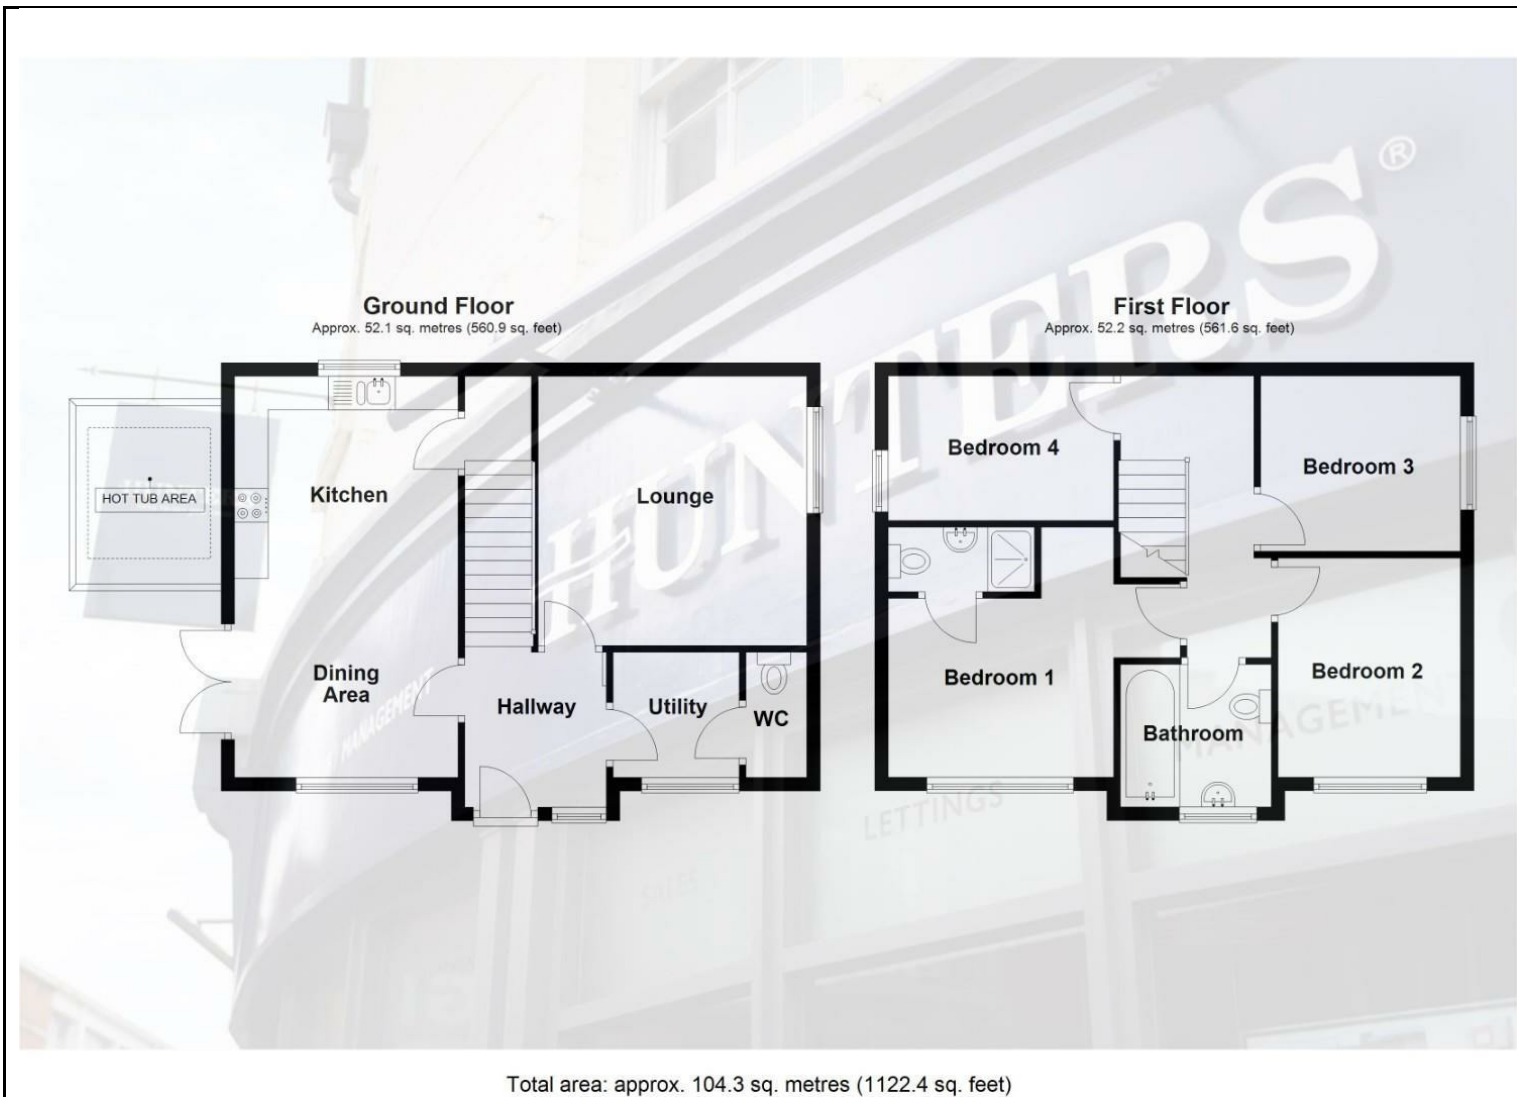 Ground Floor
Approx. 52.1 sq. metres (560.9 sq. feet)
HOT TUB AREA
Kitchen
Lounge
Dining
Area
Hallway
Utility
WC
First Floor
Approx. 52.2 sq. metres (561.6 sq. feet)
Bedroom 4
Bedroom 3
Bedroom 1
Bedroom 2
Bathroom
HUNTERS®
MANAGEMENT
MANAGEMENT
LETTINGS
SALES
Total area: approx. 104.3 sq. metres (1122.4 sq. feet)